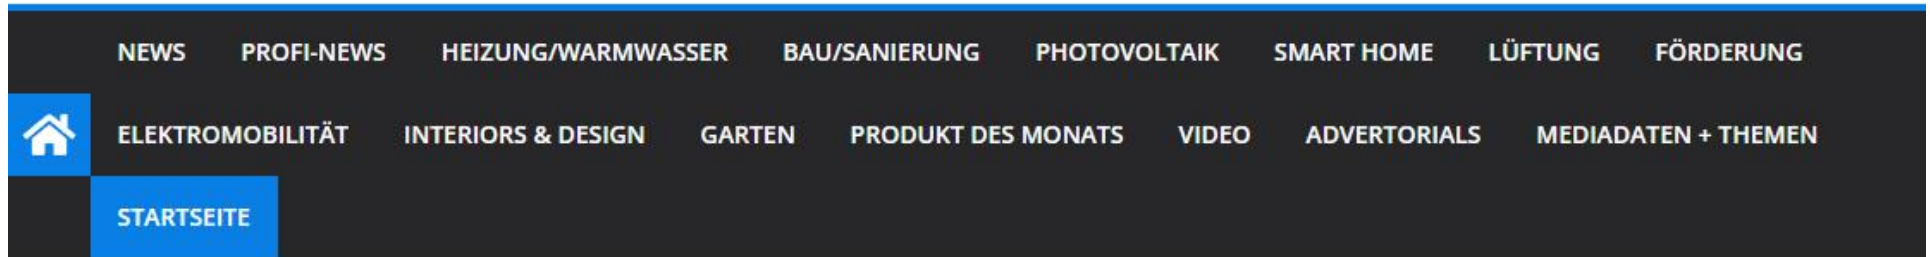 NEWS PROFI-NEWS HEIZUNG/WARMWASSER BAU/SANIERUNG PHOTOVOLTAIK SMART HOME LÜFTUNG FÖRDERUNG
ELEKTROMOBILITÄT INTERIORS & DESIGN GARTEN PRODUKT DES MONATS VIDEO ADVERTORIALS MEDIADATEN + THEMEN
STARTSEITE